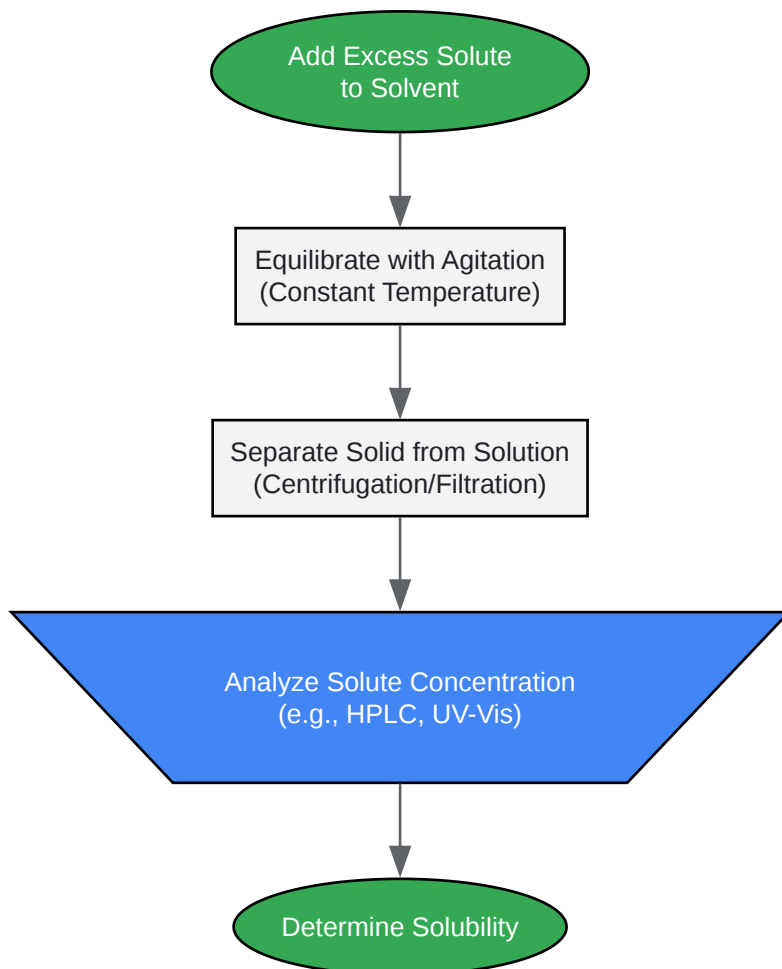 Add Excess Solute
to Solvent
Equilibrate with Agitation
(Constant Temperature)
Separate Solid from Solution
(Centrifugation/Filtration)
Analyze Solute Concentration
(e.g., HPLC, UV-Vis)
Determine Solubility